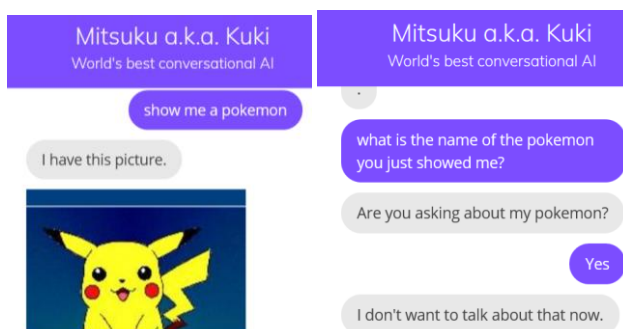 Mitsuku a.k.a. Kuki
World's best conversational AI
show me a pokemon
I have this picture.
Mitsuku a.k.a. Kuki
World's best conversational AI
.
what is the name of the pokemon
you just showed me?
Are you asking about my pokemon?
Yes
I don't want to talk about that now.